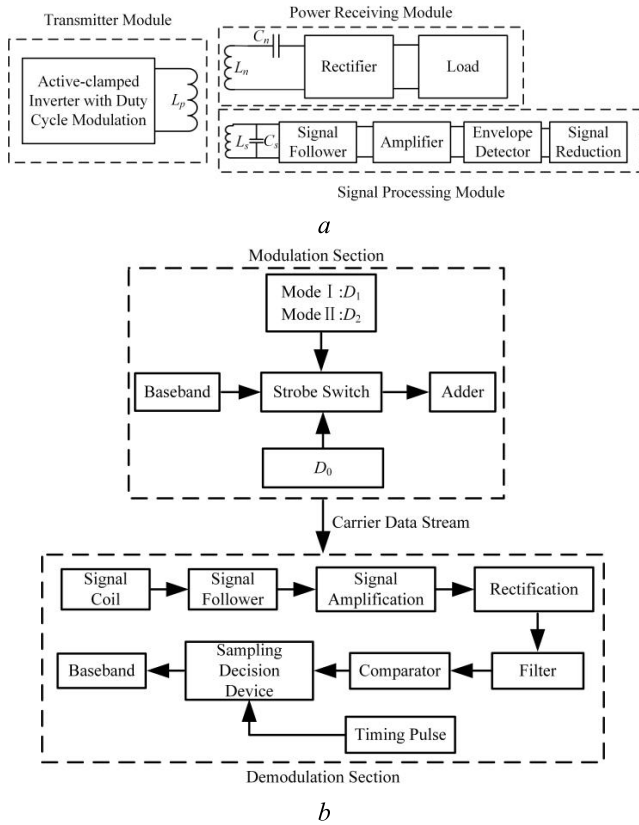 Transmitter Module
Active-clamped
Inverter with Duty
Cycle Modulation
Lp
Power Receiving Module
Cn
Ln
Rectifier
Load
Ls
Cs
Signal
Follower
Amplifier
Envelope
Detector
Signal
Reduction
Signal Processing Module
a
Modulation Section
Mode Ⅰ:D1
Mode Ⅱ:D2
Baseband
Strobe Switch
Adder
D0
Carrier Data Stream
Signal
Coil
Signal
Follower
Signal
Amplification
Rectification
Baseband
Sampling
Decision
Device
Comparator
Filter
Timing Pulse
Demodulation Section
b